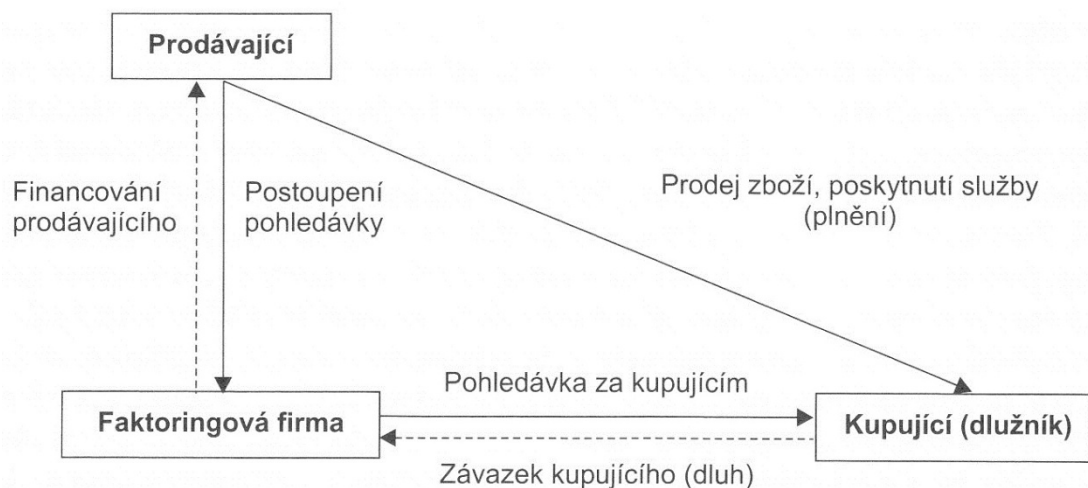 Prodávající
Financování
prodávajícího
Postoupení
pohledávky
Prodej zboží, poskytnutí služby
(plnění)
Pohledávka za kupujícím
Faktoringová firma
Kupující (dlužník)
Závazek kupujícího (dluh)